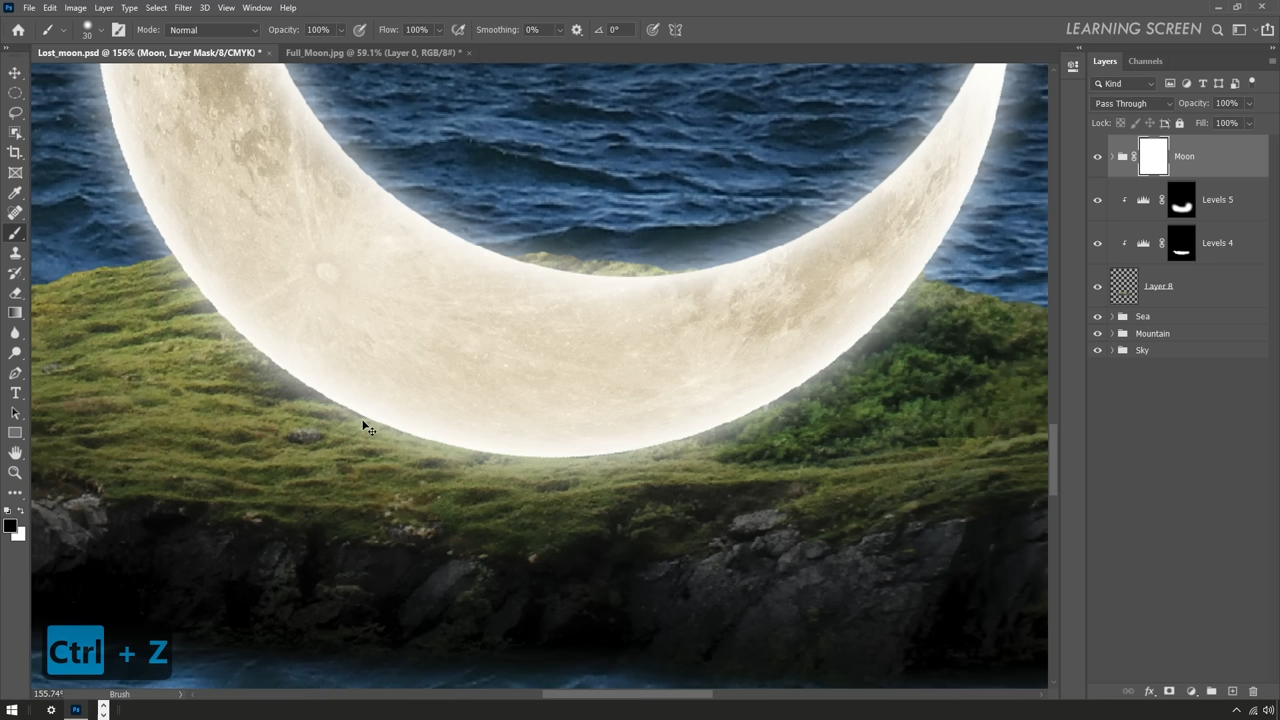 File Edit Image Layer Type Select Filter 3D View Window Help
30 Mode: Normal Opacity: 100% Flow: 100% Smoothing: 0% 0° LEARNING SCREEN
Lost_moon.psd @ 156% (Moon, Layer Mask/8/CMYK) * × Full_Moon.jpg @ 59.1% (Layer 0, RGB/8#) * ×
Layers Channels
Kind
Pass Through Opacity: 100%
Lock: Fill: 100%
Moon
Levels 5
Levels 4
Layer 8
Sea
Mountain
Sky
Ctrl + Z
155.74% Brush
Ps